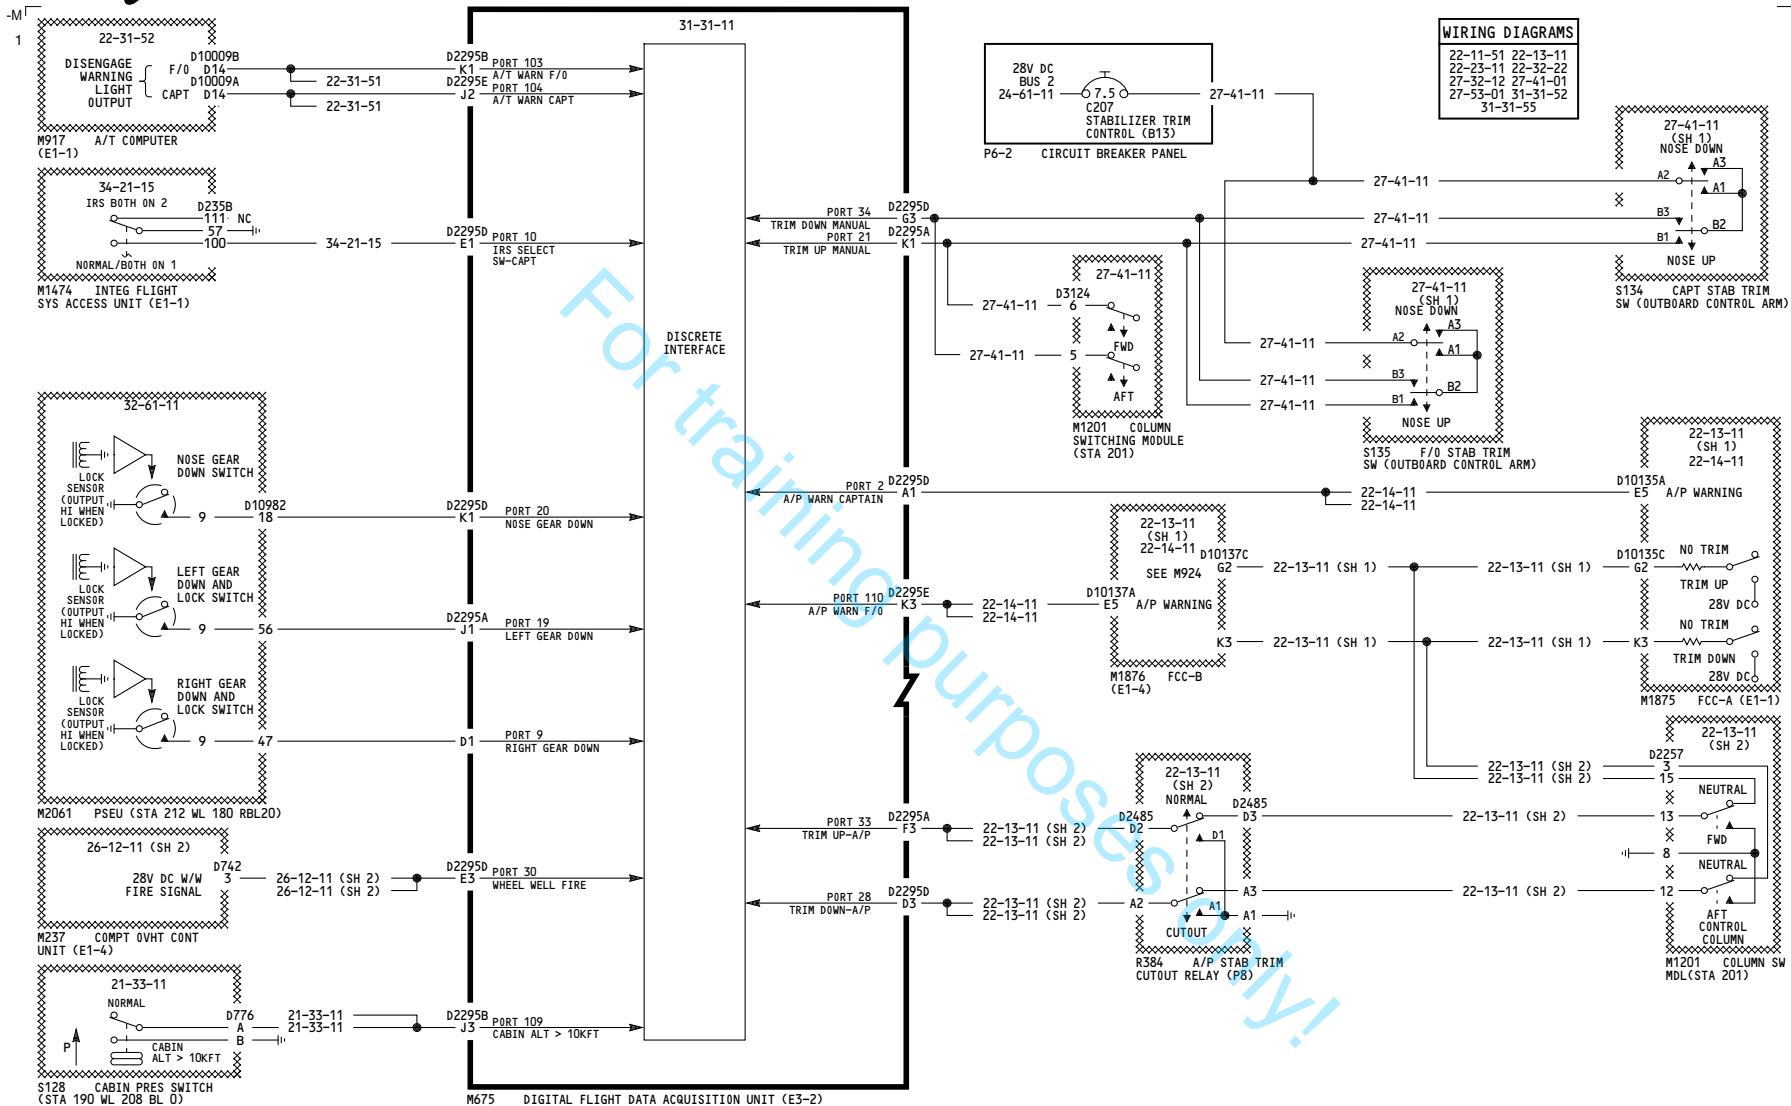 -M
1
22-31-52
DISENGAGE
WARNING
LIGHT
OUTPUT
D10009B
F/O D14
D10009A
CAPT D14
22-31-51
22-31-51
M917 A/T COMPUTER
(E1-1)
D2295B
K1
D2295E
J2
PORT 103
A/T WARN F/O
PORT 104
A/T WARN CAPT
34-21-15
IRS BOTH ON 2
D235B
111 NC
57
100
NORMAL/BOTH ON 1
34-21-15
M1474 INTEG FLIGHT
SYS ACCESS UNIT (E1-1)
D2295D
E1
PORT 10
IRS SELECT
SW-CAPT
32-61-11
LOCK
SENSOR
(OUTPUT
HI WHEN
LOCKED)
NOSE GEAR
DOWN SWITCH
9
D10982
18
D2295D
K1
PORT 20
NOSE GEAR DOWN
LOCK
SENSOR
(OUTPUT
HI WHEN
LOCKED)
LEFT GEAR
DOWN AND
LOCK SWITCH
9
56
D2295A
J1
PORT 19
LEFT GEAR DOWN
LOCK
SENSOR
(OUTPUT
HI WHEN
LOCKED)
RIGHT GEAR
DOWN AND
LOCK SWITCH
9
47
D1
PORT 9
RIGHT GEAR DOWN
M2061 PSEU (STA 212 WL 180 RBL20)
26-12-11 (SH 2)
28V DC W/W
FIRE SIGNAL
D742
3
26-12-11 (SH 2)
26-12-11 (SH 2)
D2295D
E3
PORT 30
WHEEL WELL FIRE
M237 COMPT OVHT CONT
UNIT (E1-4)
21-33-11
NORMAL
P
CABIN
ALT > 10KFT
D776
A
B
21-33-11
21-33-11
D2295B
J3
PORT 109
CABIN ALT > 10KFT
S128 CABIN PRES SWITCH
(STA 190 WL 208 BL 0)
31-31-11
DISCRETE
INTERFACE
M675 DIGITAL FLIGHT DATA ACQUISITION UNIT (E3-2)
28V DC
BUS 2
24-61-11
7.5
C207
STABILIZER TRIM
CONTROL (B13)
27-41-11
P6-2 CIRCUIT BREAKER PANEL
WIRING DIAGRAMS
22-11-51 22-13-11
22-23-11 22-32-22
27-32-12 27-41-01
27-53-01 31-31-52
31-31-55
PORT 34
TRIM DOWN MANUAL
D2295D
G3
PORT 21
TRIM UP MANUAL
D2295A
K1
27-41-11
27-41-11
27-41-11
27-41-11
(SH 1)
NOSE DOWN
A2
A3
A1
B3
B2
B1
NOSE UP
S134 CAPT STAB TRIM
SW (OUTBOARD CONTROL ARM)
27-41-11
D3124
27-41-11
6
FWD
27-41-11
5
AFT
M1201 COLUMN
SWITCHING MODULE
(STA 201)
27-41-11
27-41-11
27-41-11
27-41-11
(SH 1)
NOSE DOWN
A2
A3
A1
B3
B2
B1
NOSE UP
S135 F/O STAB TRIM
SW (OUTBOARD CONTROL ARM)
PORT 2
A/P WARN CAPTAIN
D2295D
A1
22-14-11
22-14-11
22-13-11
(SH 1)
22-14-11
D10135A
E5 A/P WARNING
22-13-11
(SH 1)
22-14-11
SEE M924
D10137C
G2
22-13-11 (SH 1)
22-13-11 (SH 1)
D10135C
G2
NO TRIM
TRIM UP
28V DC
PORT 110
A/P WARN F/O
D2295E
K3
22-14-11
22-14-11
D10137A
E5 A/P WARNING
K3
22-13-11 (SH 1)
22-13-11 (SH 1)
K3
NO TRIM
TRIM DOWN
28V DC
M1876 FCC-B
(E1-4)
M1875 FCC-A (E1-1)
22-13-11
(SH 2)
D2257
22-13-11 (SH 2)
3
22-13-11 (SH 2)
15
NEUTRAL
22-13-11
(SH 2)
NORMAL
PORT 33
TRIM UP-A/P
D2295A
F3
22-13-11 (SH 2)
22-13-11 (SH 2)
D2485
D2
D2485
D3
D1
22-13-11 (SH 2)
13
FWD
8
NEUTRAL
PORT 28
TRIM DOWN-A/P
D2295D
D3
22-13-11 (SH 2)
22-13-11 (SH 2)
A2
A3
A1
A1
CUTOUT
22-13-11 (SH 2)
12
AFT
CONTROL
COLUMN
R384 A/P STAB TRIM
CUTOUT RELAY (P8)
M1201 COLUMN SW
MDL(STA 201)
For training purposes only!